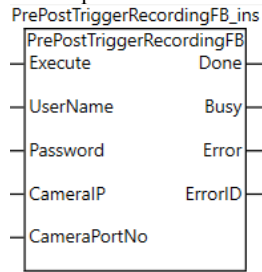 PrePostTriggerRecordingFB_ins
PrePostTriggerRecordingFB
Execute Done
UserName Busy
Password Error
CameraIP ErrorID
CameraPortNo